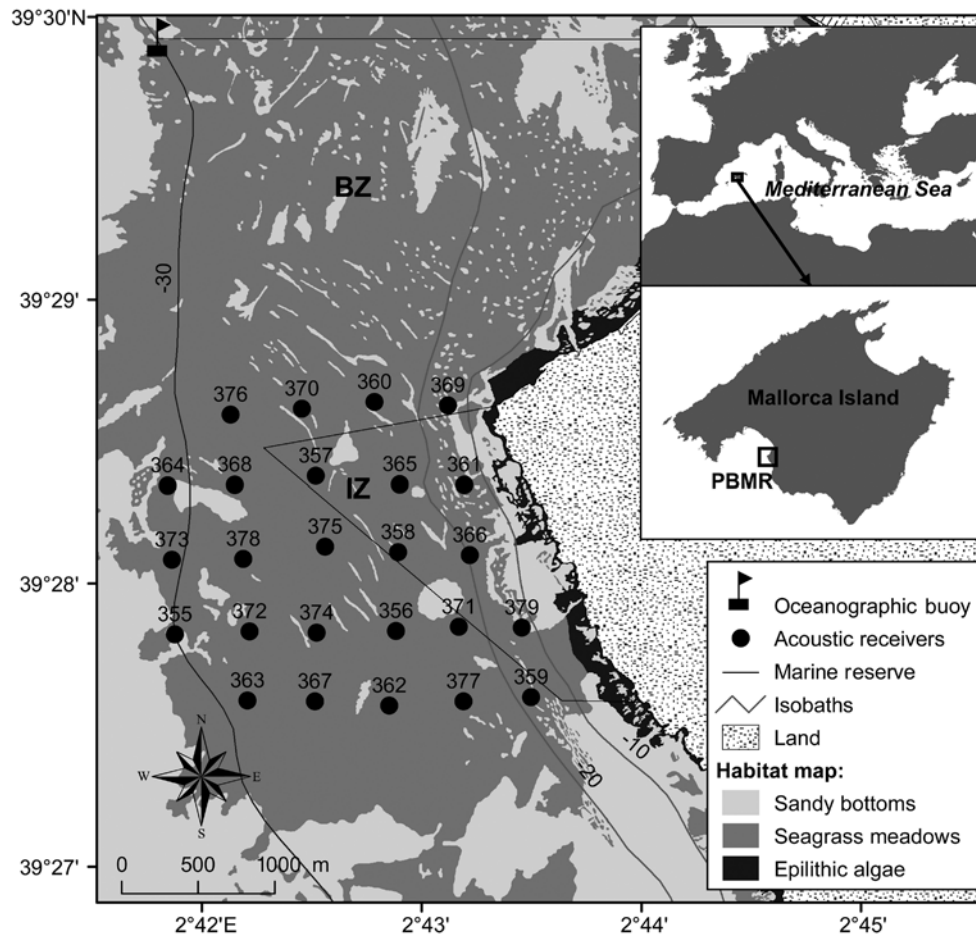 39°30'
39°29'
39°28'
39°27'
2°42'E
2°43'
2°44'
2°45'
BZ
IZ
-30
-20
-10
376
370
360
369
364
368
357
365
361
373
378
375
358
366
355
372
374
356
371
379
363
367
362
377
359
N
W
E
S
0 500 1000 m
Mediterranean Sea
Mallorca Island
PBMR
Oceanographic buoy
Acoustic receivers
Marine reserve
Isobaths
Land
Habitat map:
Sandy bottoms
Seagrass meadows
Epilithic algae